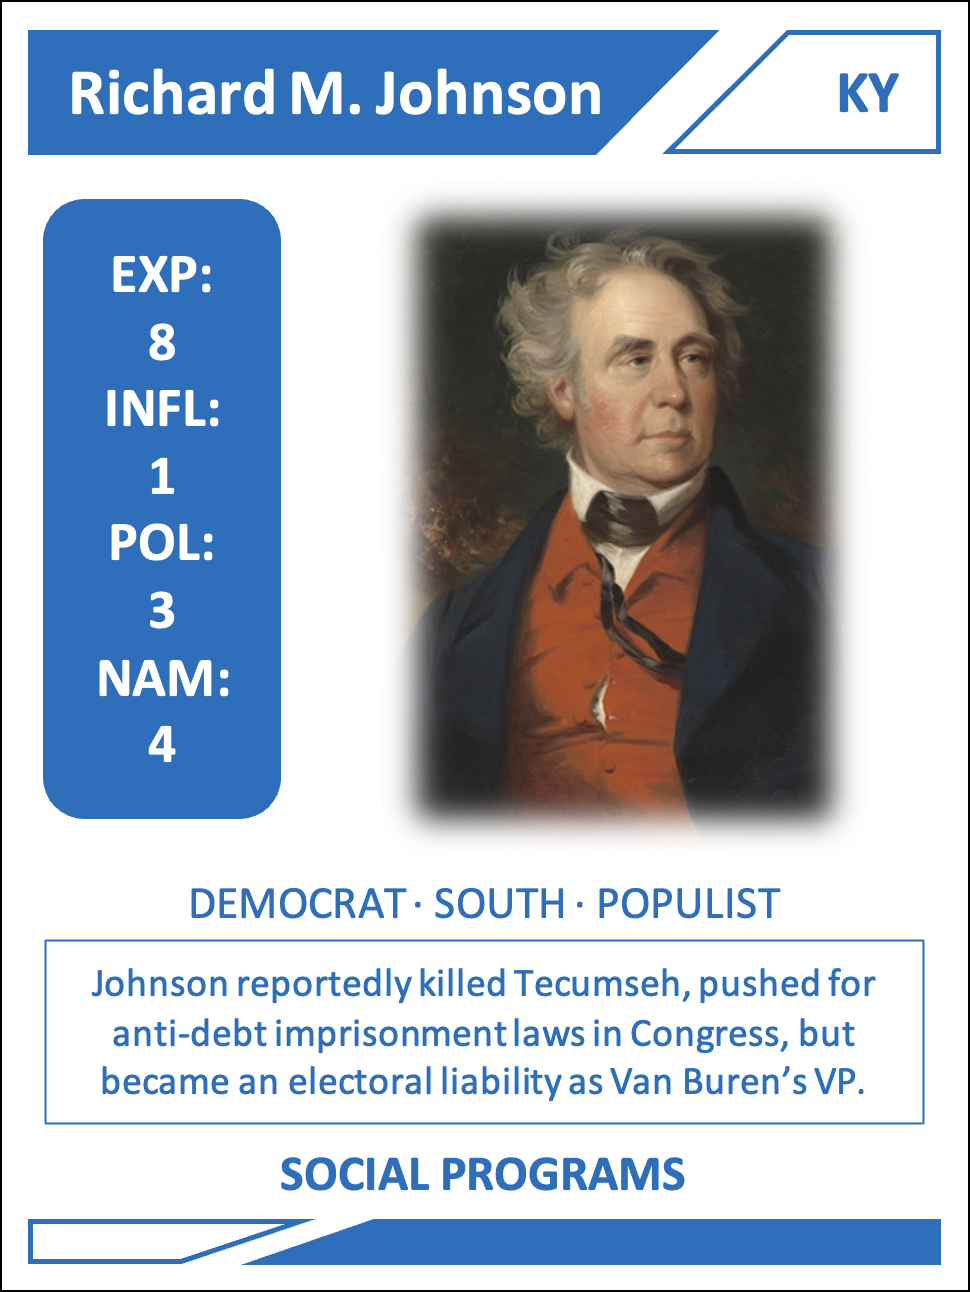 Richard M. Johnson
KY
EXP:
8
INFL:
1
POL:
3
NAM:
4
DEMOCRAT · SOUTH · POPULIST
Johnson reportedly killed Tecumseh, pushed for
anti-debt imprisonment laws in Congress, but
became an electoral liability as Van Buren’s VP.
SOCIAL PROGRAMS